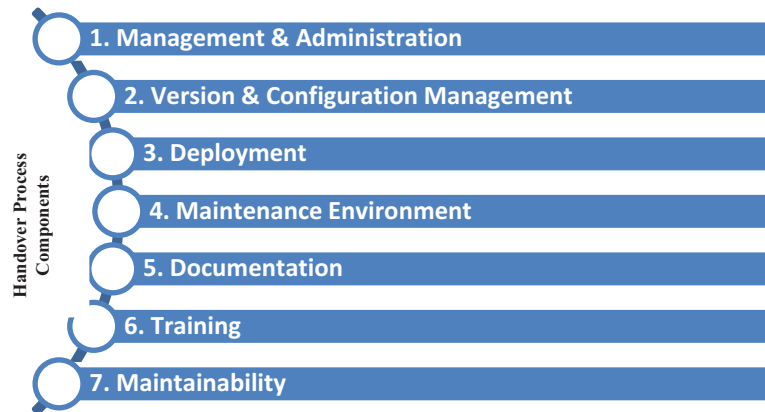 Handover Process
Components
1. Management & Administration
2. Version & Configuration Management
3. Deployment
4. Maintenance Environment
5. Documentation
6. Training
7. Maintainability